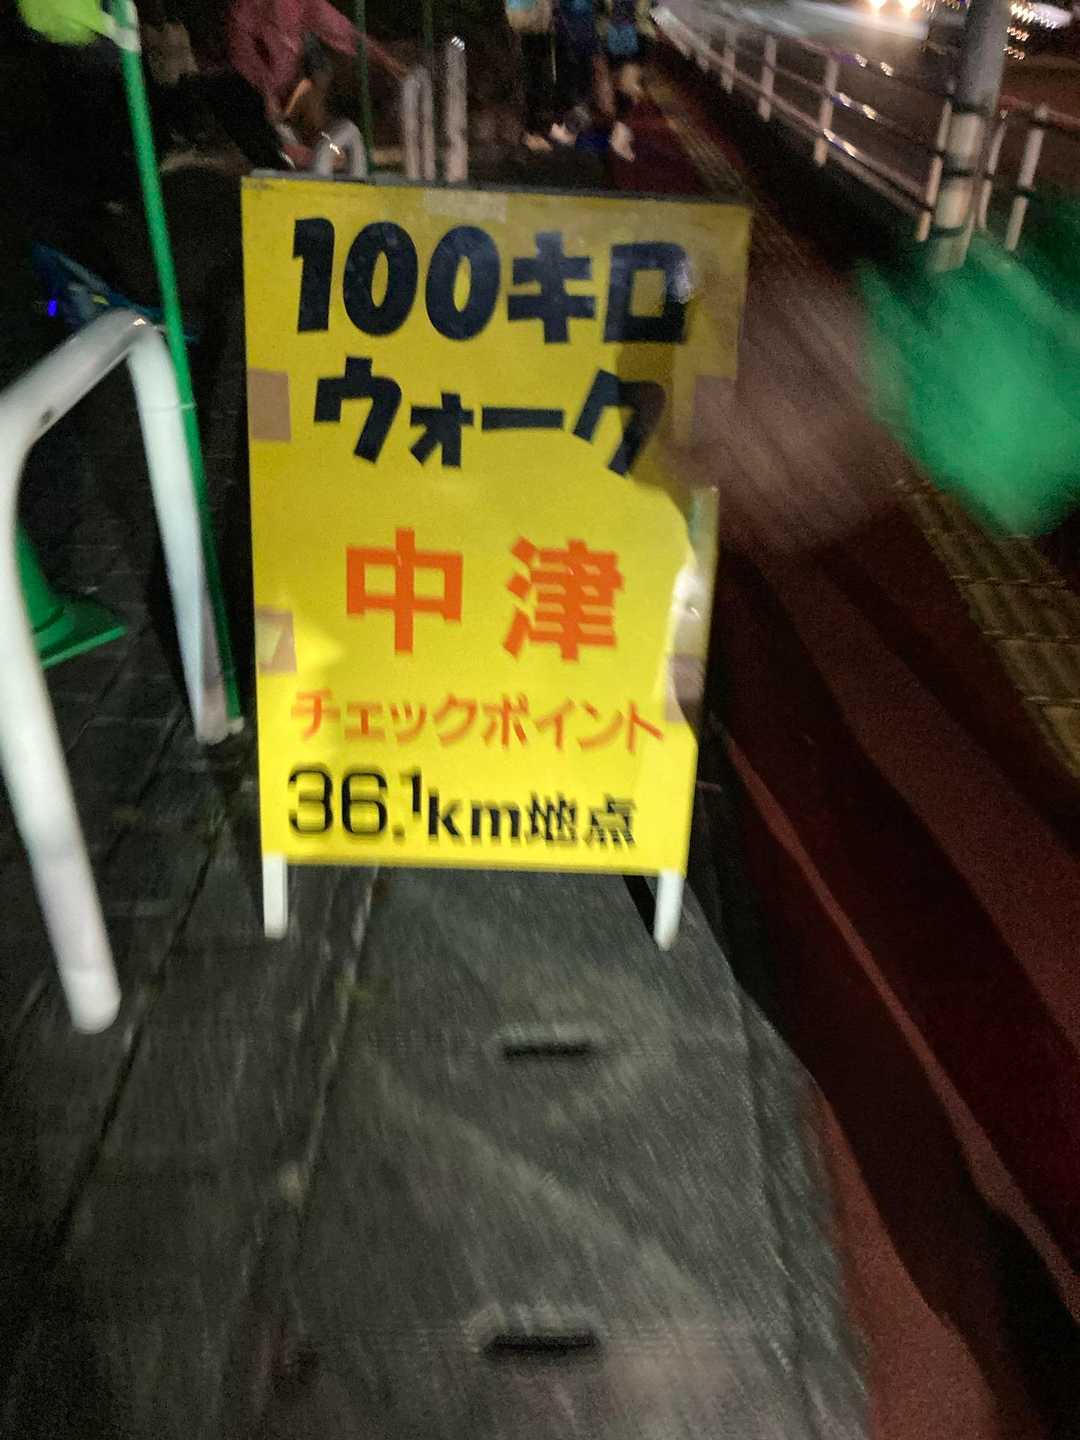 100キロ
ウォーク
中津
チェックポイント
36.1km地点